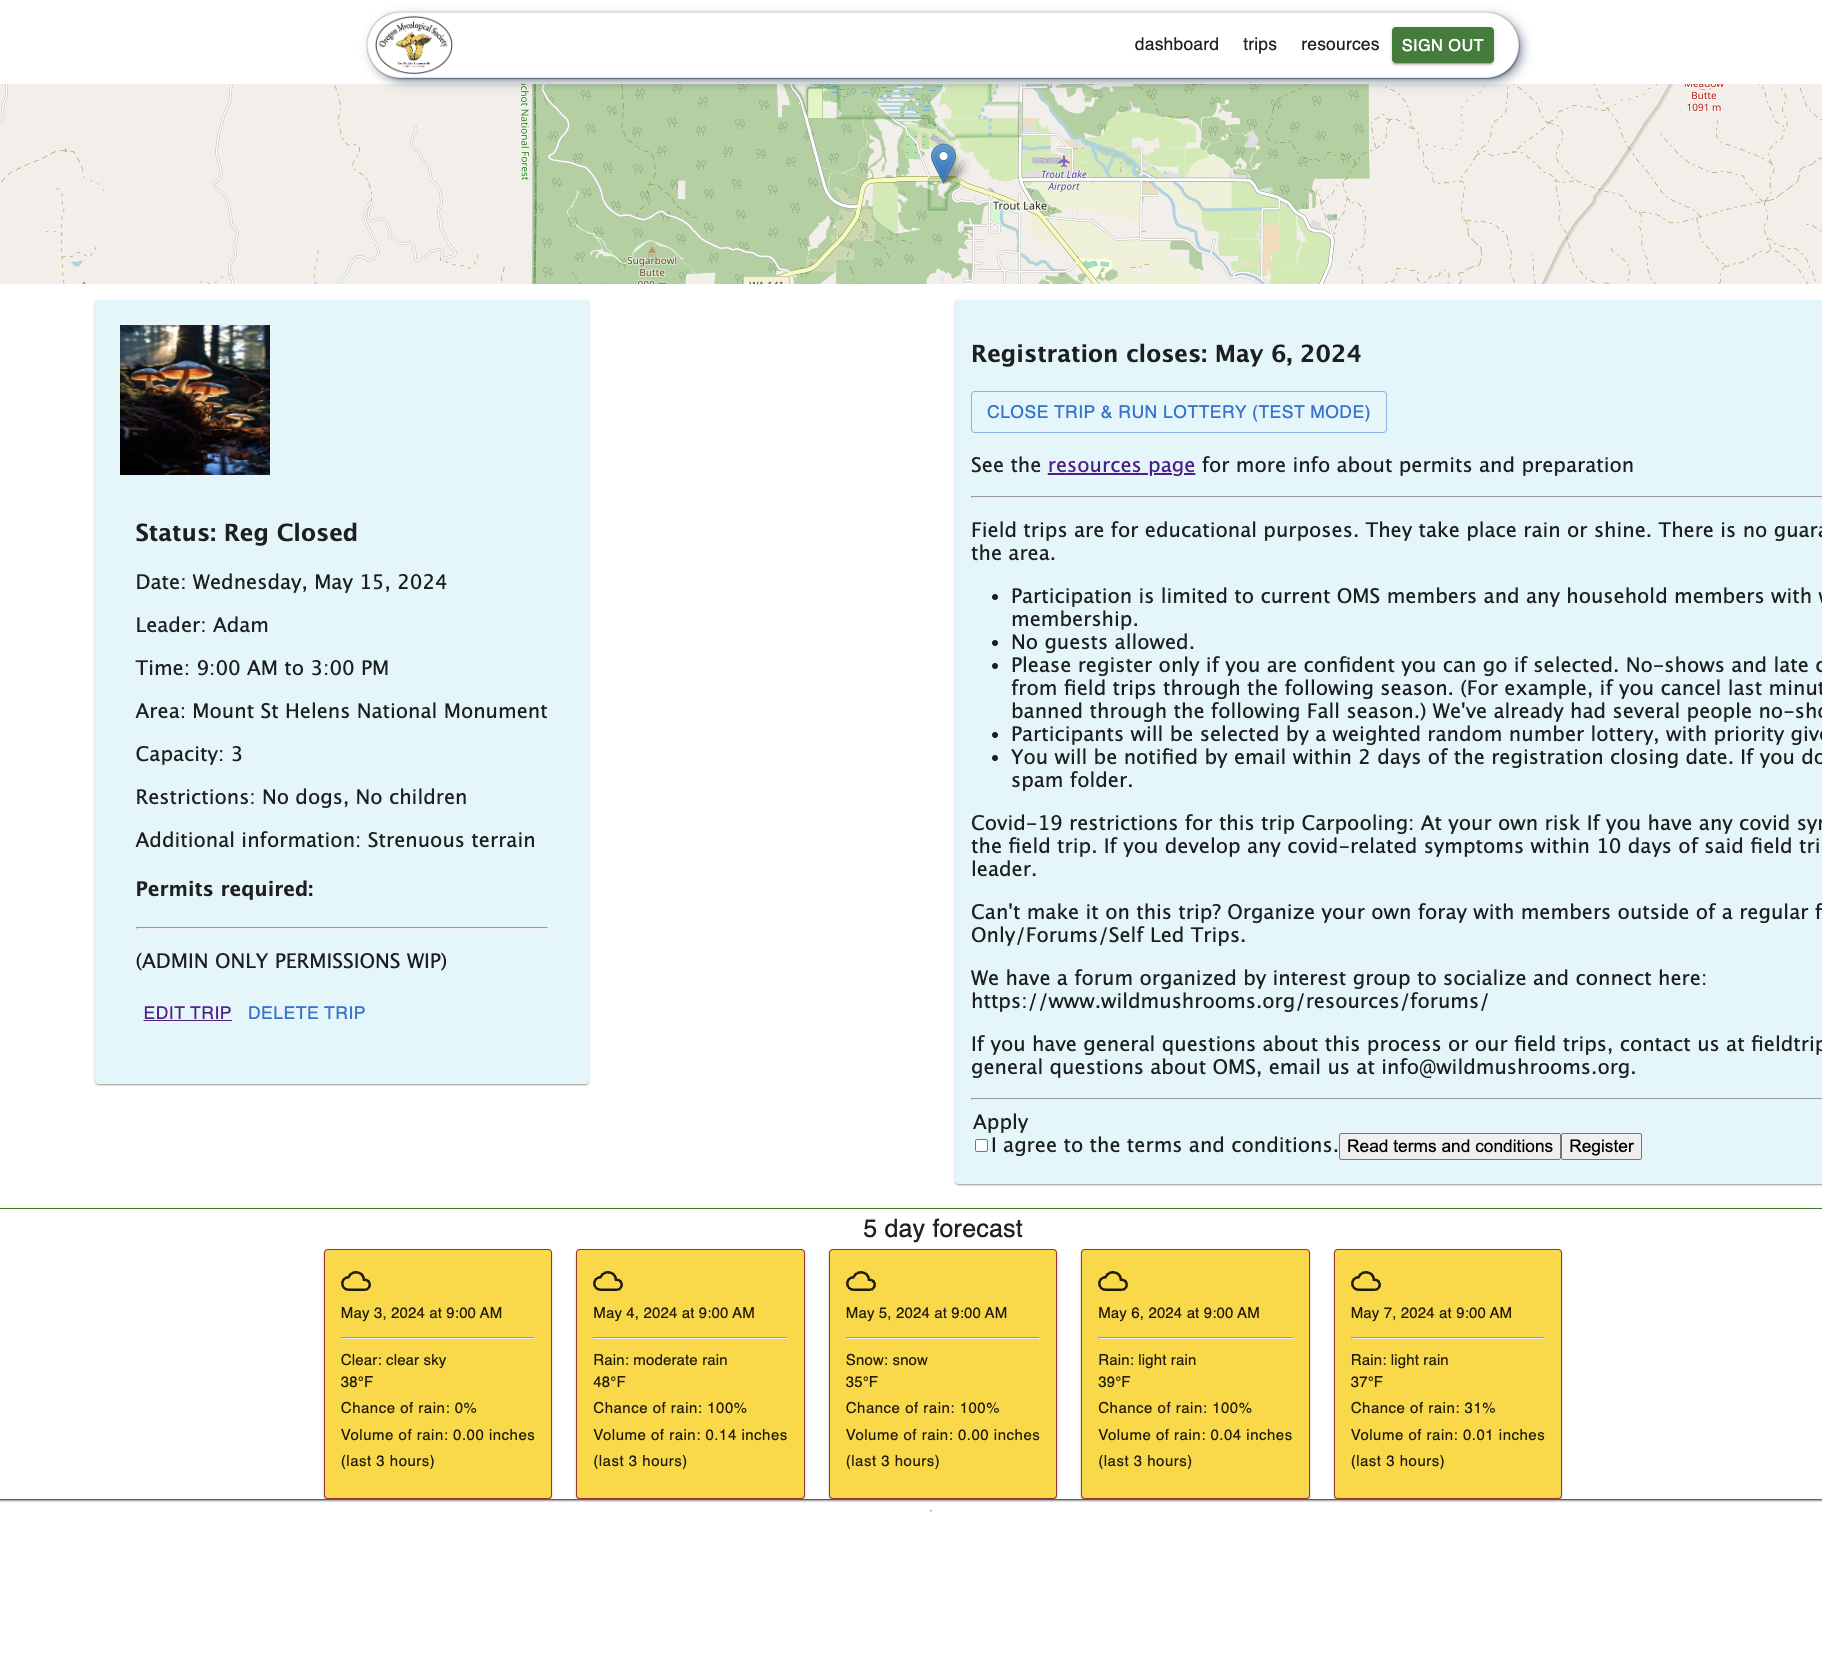 Oregon Mycological Society
dashboard
trips
resources
SIGN OUT
chot National Forest
Meadow
Butte
1091 m
Trout Lake
Airport
Trout Lake
Sugarbowl
Butte
Registration closes: May 6, 2024
CLOSE TRIP & RUN LOTTERY (TEST MODE)
See the resources page for more info about permits and preparation
Status: Reg Closed
Date: Wednesday, May 15, 2024
Leader: Adam
Time: 9:00 AM to 3:00 PM
Area: Mount St Helens National Monument
Capacity: 3
Restrictions: No dogs, No children
Additional information: Strenuous terrain
Permits required:
(ADMIN ONLY PERMISSIONS WIP)
EDIT TRIP
DELETE TRIP
Field trips are for educational purposes. They take place rain or shine. There is no guara
the area.
• Participation is limited to current OMS members and any household members with
membership.
• No guests allowed.
• Please register only if you are confident you can go if selected. No-shows and late
from field trips through the following season. (For example, if you cancel last minut
banned through the following Fall season.) We've already had several people no-sho
• Participants will be selected by a weighted random number lottery, with priority give
• You will be notified by email within 2 days of the registration closing date. If you do
spam folder.
Covid-19 restrictions for this trip Carpooling: At your own risk If you have any covid syr
the field trip. If you develop any covid-related symptoms within 10 days of said field tri
leader.
Can't make it on this trip? Organize your own foray with members outside of a regular f
Only/Forums/Self Led Trips.
We have a forum organized by interest group to socialize and connect here:
https://www.wildmushrooms.org/resources/forums/
If you have general questions about this process or our field trips, contact us at fieldtrip
general questions about OMS, email us at info@wildmushrooms.org.
Apply
I agree to the terms and conditions.
Read terms and conditions
Register
5 day forecast
May 3, 2024 at 9:00 AM
Clear: clear sky
38°F
Chance of rain: 0%
Volume of rain: 0.00 inches
(last 3 hours)
May 4, 2024 at 9:00 AM
Rain: moderate rain
48°F
Chance of rain: 100%
Volume of rain: 0.14 inches
(last 3 hours)
May 5, 2024 at 9:00 AM
Snow: snow
35°F
Chance of rain: 100%
Volume of rain: 0.00 inches
(last 3 hours)
May 6, 2024 at 9:00 AM
Rain: light rain
39°F
Chance of rain: 100%
Volume of rain: 0.04 inches
(last 3 hours)
May 7, 2024 at 9:00 AM
Rain: light rain
37°F
Chance of rain: 31%
Volume of rain: 0.01 inches
(last 3 hours)